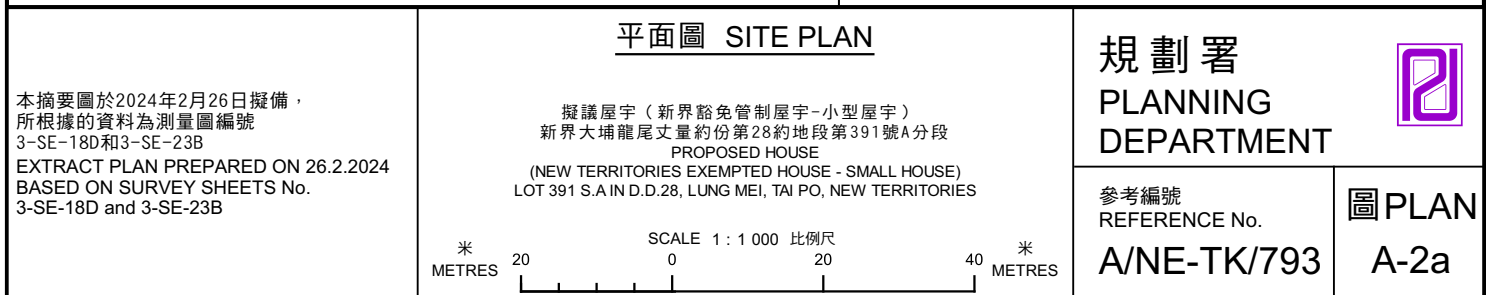 本摘要圖於2024年2月26日擬備，
所根據的資料為測量圖編號
3-SE-18D和3-SE-23B
EXTRACT PLAN PREPARED ON 26.2.2024
BASED ON SURVEY SHEETS No.
3-SE-18D and 3-SE-23B
平面圖 SITE PLAN
擬議屋宇（新界豁免管制屋宇-小型屋宇）
新界大埔龍尾丈量約份第28約地段第391號A分段
PROPOSED HOUSE
(NEW TERRITORIES EXEMPTED HOUSE - SMALL HOUSE)
LOT 391 S.A IN D.D.28, LUNG MEI, TAI PO, NEW TERRITORIES
SCALE 1 : 1 000 比例尺
米 20 0 20 40 米
METRES METRES
規劃署
PLANNING
DEPARTMENT
參考編號
REFERENCE No.
A/NE-TK/793
圖PLAN
A-2a